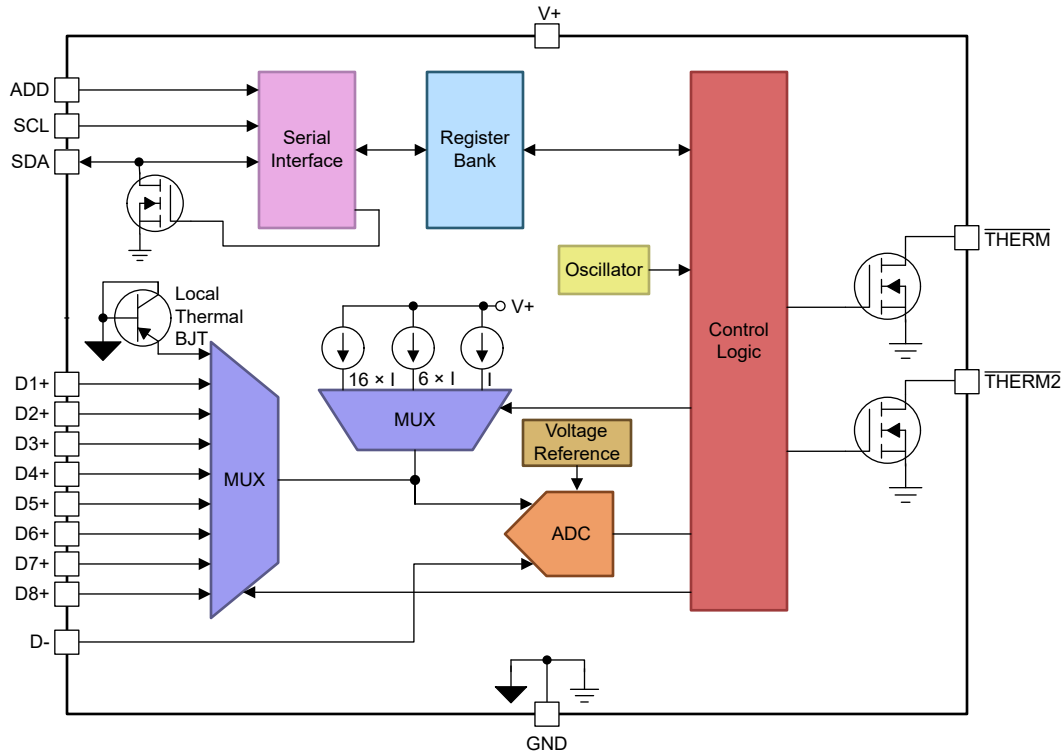 V+
ADD
SCL
SDA
Serial
Interface
Register
Bank
THERM
Oscillator
Local
Thermal
BJT
V+
Control
Logic
16 × I
6 × I
I
THERM2
D1+
D2+
D3+
D4+
D5+
D6+
D7+
D8+
D-
MUX
MUX
Voltage
Reference
ADC
GND